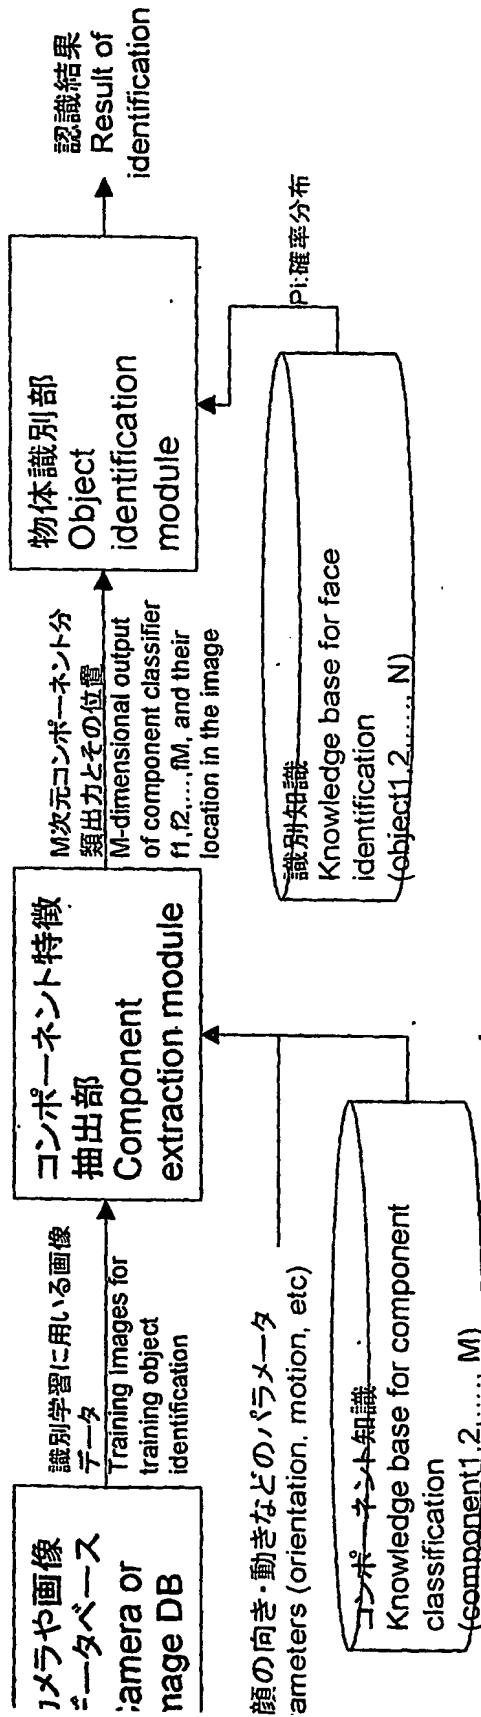 メラや画像
データベース
amera or
mage DB
識別学習に用いる画像
データ
Training images for
training object
identification
コンポーネント特徴
抽出部
Component
extraction module
M次元コンポーネント分
類出力とその位置
M-dimensional output
of component classifier
f1,f2,...,fM, and their
location in the image
物体識別部
Object
identification
module
認識結果
Result of
identification
顔の向き・動きなどのパラメータ
ameters (orientation, motion, etc)
コンポーネント知識
Knowledge base for component
classification
(component1,2,....., M)
識別知識
Knowledge base for face
identification
(object1,2,....., N)
Pi:確率分布